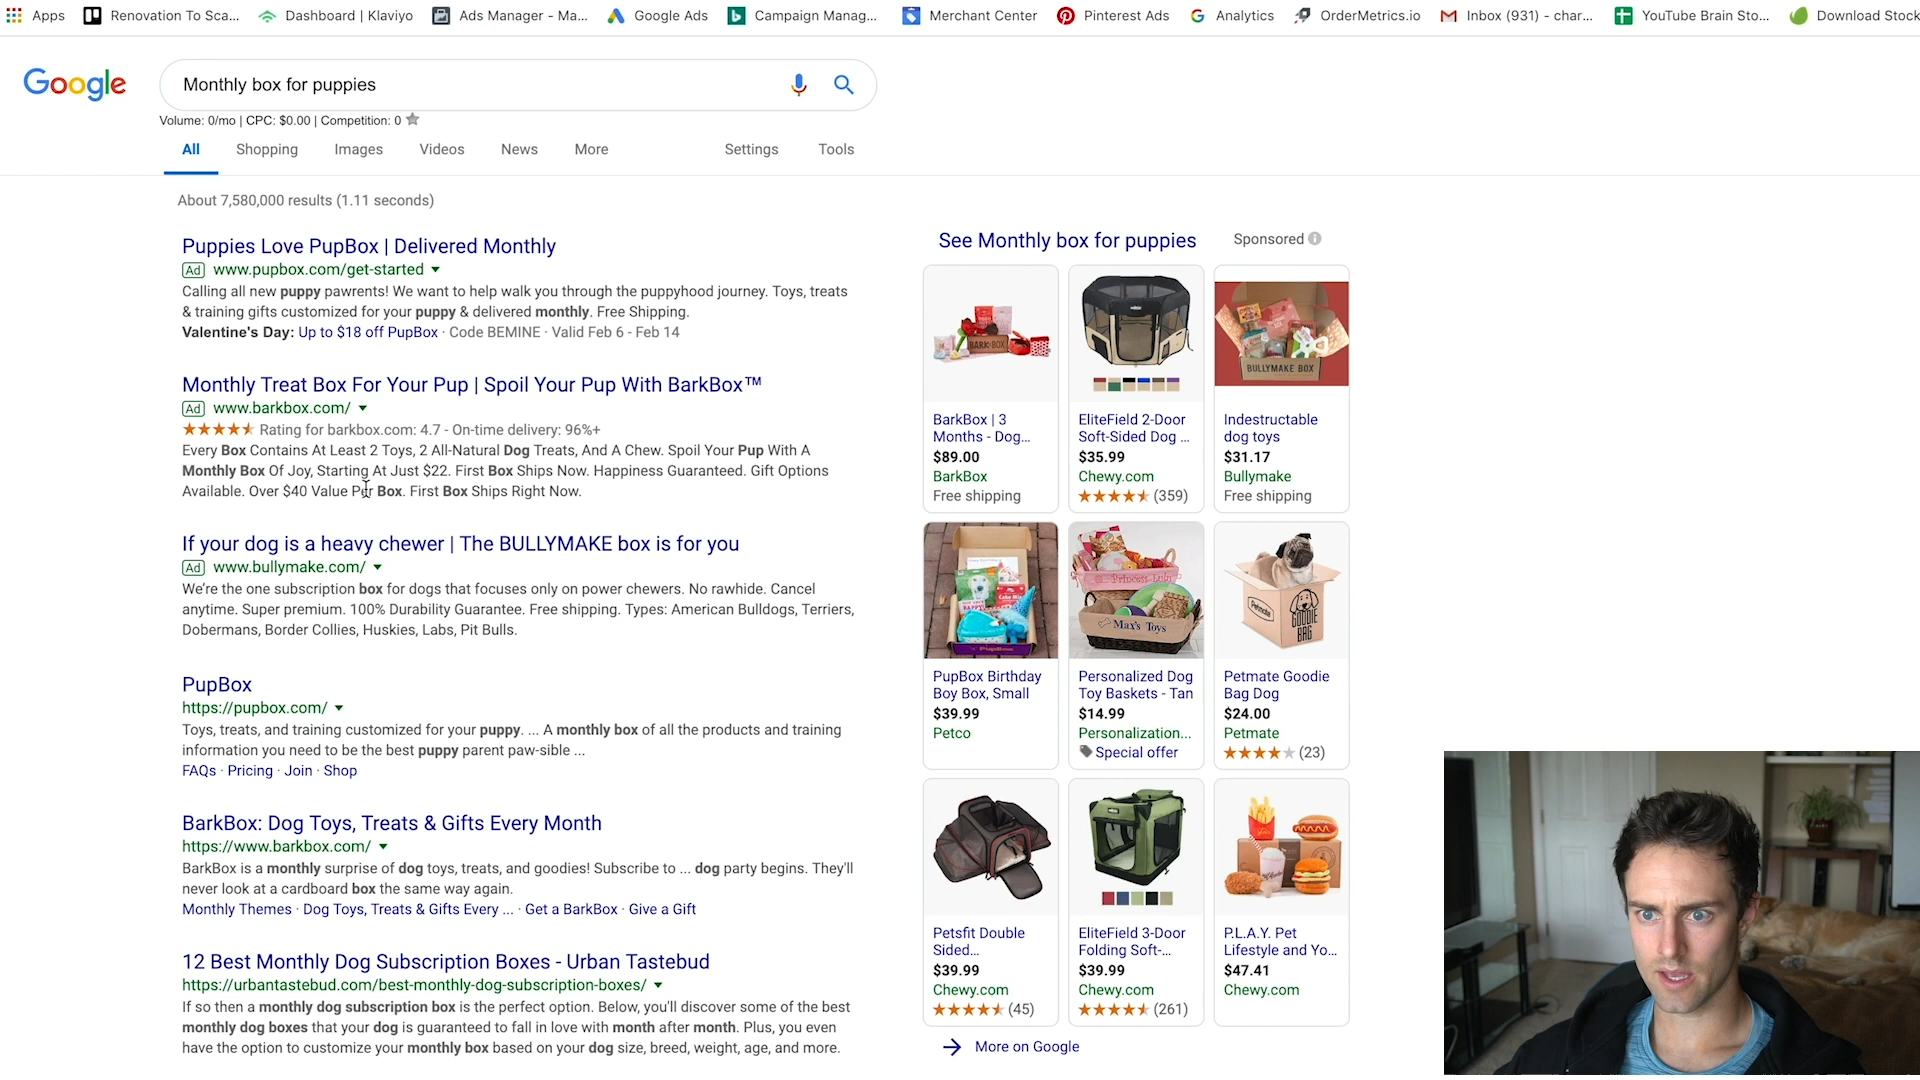 Apps Renovation To Sca... Dashboard | Klaviyo Ads Manager - Ma... Google Ads Campaign Manag... Merchant Center Pinterest Ads Analytics OrderMetrics.io Inbox (931) - char... YouTube Brain Sto... Download Stock
Google
Monthly box for puppies
Volume: 0/mo | CPC: $0.00 | Competition: 0
All Shopping Images Videos News More Settings Tools
About 7,580,000 results (1.11 seconds)
Puppies Love PupBox | Delivered Monthly
Ad www.pupbox.com/get-started
Calling all new puppy pawrents! We want to help walk you through the puppyhood journey. Toys, treats
& training gifts customized for your puppy & delivered monthly. Free Shipping.
Valentine's Day: Up to $18 off PupBox · Code BEMINE · Valid Feb 6 - Feb 14
Monthly Treat Box For Your Pup | Spoil Your Pup With BarkBox™
Ad www.barkbox.com/
Rating for barkbox.com: 4.7 - On-time delivery: 96%+
Every Box Contains At Least 2 Toys, 2 All-Natural Dog Treats, And A Chew. Spoil Your Pup With A
Monthly Box Of Joy, Starting At Just $22. First Box Ships Now. Happiness Guaranteed. Gift Options
Available. Over $40 Value Per Box. First Box Ships Right Now.
If your dog is a heavy chewer | The BULLYMAKE box is for you
Ad www.bullymake.com/
We're the one subscription box for dogs that focuses only on power chewers. No rawhide. Cancel
anytime. Super premium. 100% Durability Guarantee. Free shipping. Types: American Bulldogs, Terriers,
Dobermans, Border Collies, Huskies, Labs, Pit Bulls.
PupBox
https://pupbox.com/
Toys, treats, and training customized for your puppy. ... A monthly box of all the products and training
information you need to be the best puppy parent paw-sible ...
FAQs · Pricing · Join · Shop
BarkBox: Dog Toys, Treats & Gifts Every Month
https://www.barkbox.com/
BarkBox is a monthly surprise of dog toys, treats, and goodies! Subscribe to ... dog party begins. They'll
never look at a cardboard box the same way again.
Monthly Themes · Dog Toys, Treats & Gifts Every ... · Get a BarkBox · Give a Gift
12 Best Monthly Dog Subscription Boxes - Urban Tastebud
https://urbantastebud.com/best-monthly-dog-subscription-boxes/
If so then a monthly dog subscription box is the perfect option. Below, you'll discover some of the best
monthly dog boxes that your dog is guaranteed to fall in love with month after month. Plus, you even
have the option to customize your monthly box based on your dog size, breed, weight, age, and more.
See Monthly box for puppies Sponsored
BARK BOX
BarkBox | 3
Months - Dog...
$89.00
BarkBox
Free shipping
EliteField 2-Door
Soft-Sided Dog ...
$35.99
Chewy.com
(359)
BULLYMAKE BOX
Indestructable
dog toys
$31.17
Bullymake
Free shipping
PupBox
PupBox Birthday
Boy Box, Small
$39.99
Petco
Princess Lulu
Max's Toys
Personalized Dog
Toy Baskets - Tan
$14.99
Personalization...
Special offer
Petmate
GOODIE
BAG
Petmate Goodie
Bag Dog
$24.00
Petmate
(23)
Petsfit Double
Sided...
$39.99
Chewy.com
(45)
EliteField 3-Door
Folding Soft-...
$39.99
Chewy.com
(261)
P.L.A.Y. Pet
Lifestyle and Yo...
$47.41
Chewy.com
More on Google